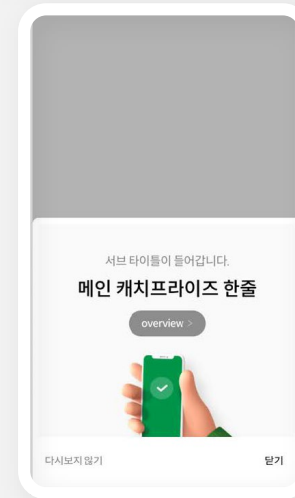 서브 타이틀이 들어갑니다.
메인 캐치프라이즈 한줄
overview >
다시보지 않기
닫기